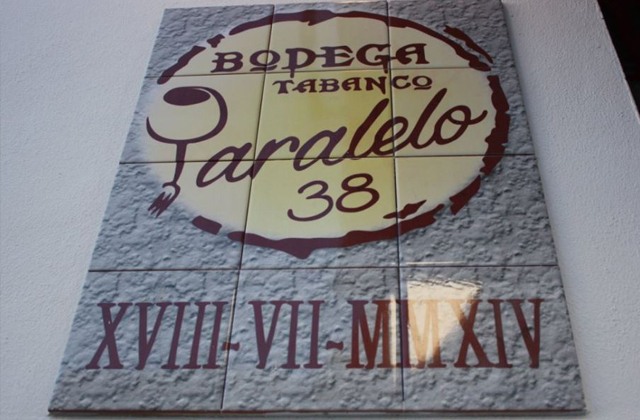 BODEGA
TABANCO
Paralelo
38
XVIII-VII-MMXIV